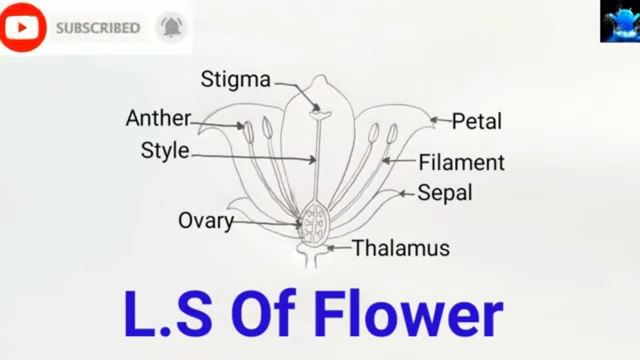 SUBSCRIBED
Stigma
Anther
Petal
Style
Filament
Sepal
Ovary
Thalamus
L.S Of Flower